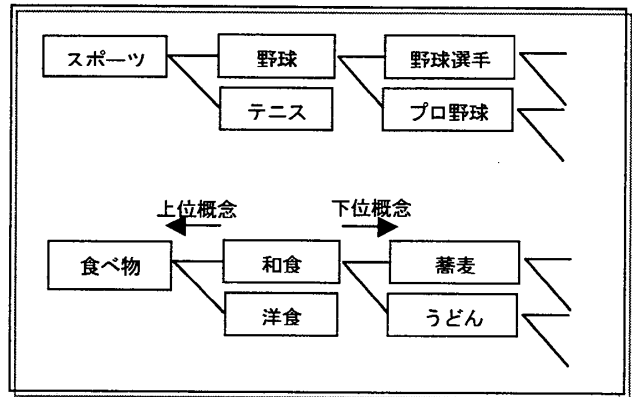 スポーツ
野球
野球選手
テニス
プロ野球
上位概念
下位概念
食べ物
和食
蕎麦
洋食
うどん